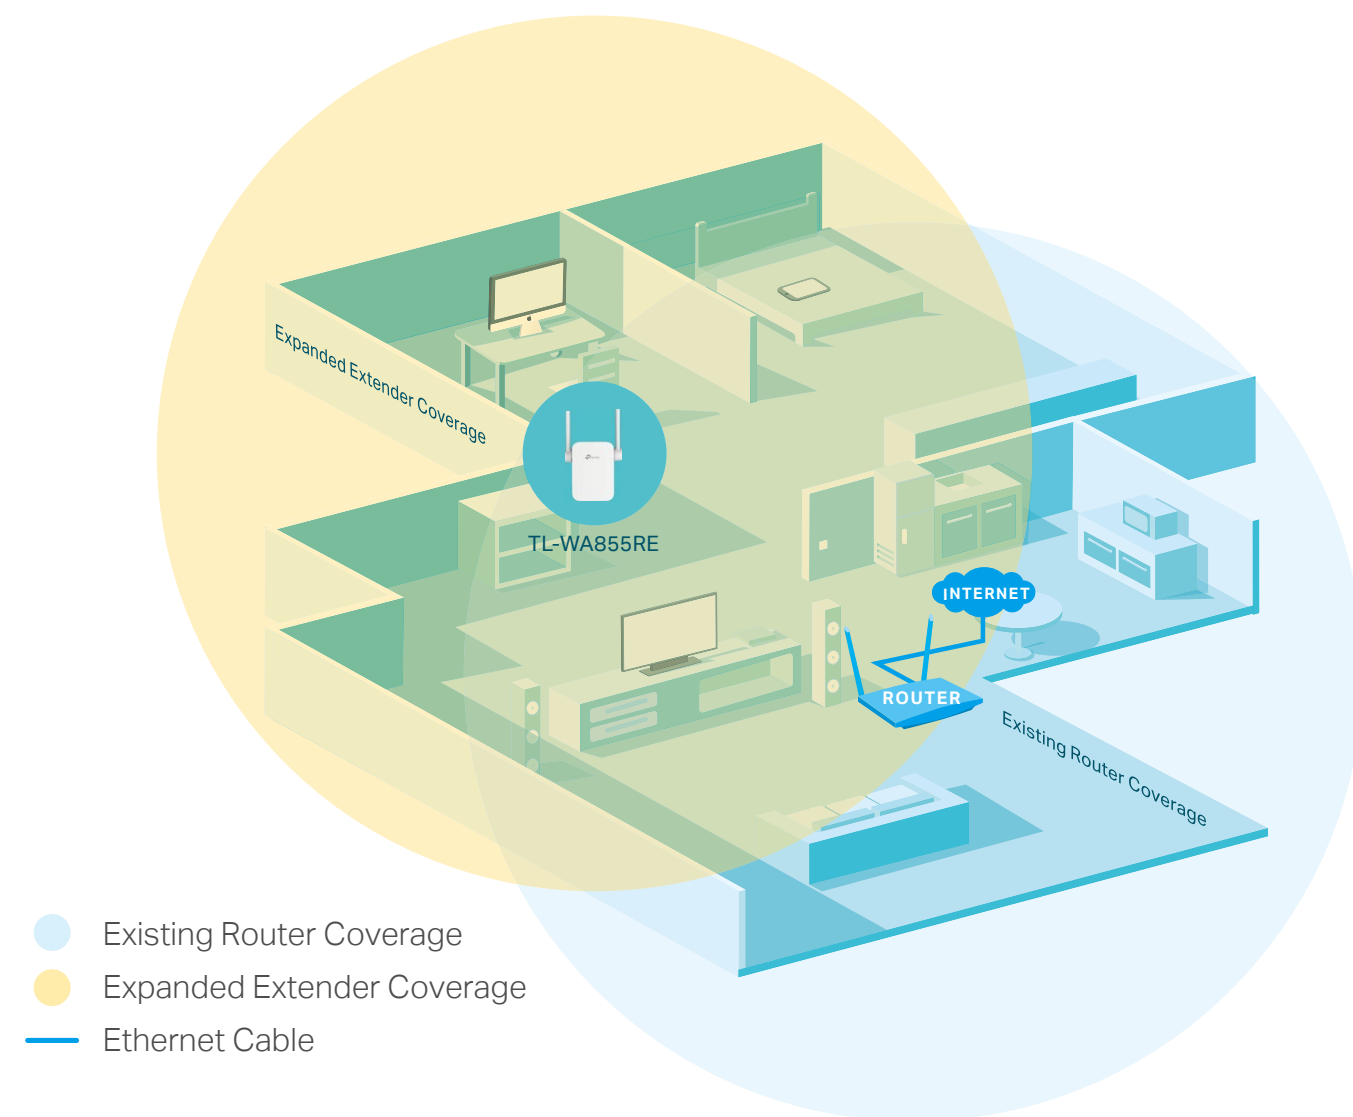 Expanded Extender Coverage
TL-WA855RE
INTERNET
ROUTER
Existing Router Coverage
Existing Router Coverage
Expanded Extender Coverage
Ethernet Cable